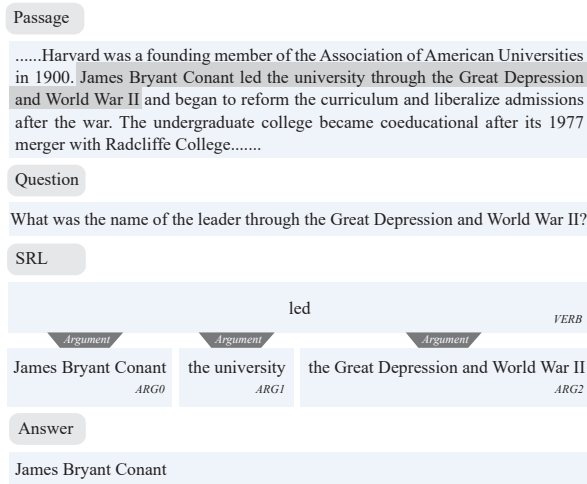 Passage
......Harvard was a founding member of the Association of American Universities
in 1900. James Bryant Conant led the university through the Great Depression
and World War II and began to reform the curriculum and liberalize admissions
after the war. The undergraduate college became coeducational after its 1977
merger with Radcliffe College.......
Question
What was the name of the leader through the Great Depression and World War II?
SRL
led
VERB
Argument Argument Argument
James Bryant Conant the university the Great Depression and World War II
ARG0 ARG1 ARG2
Answer
James Bryant Conant